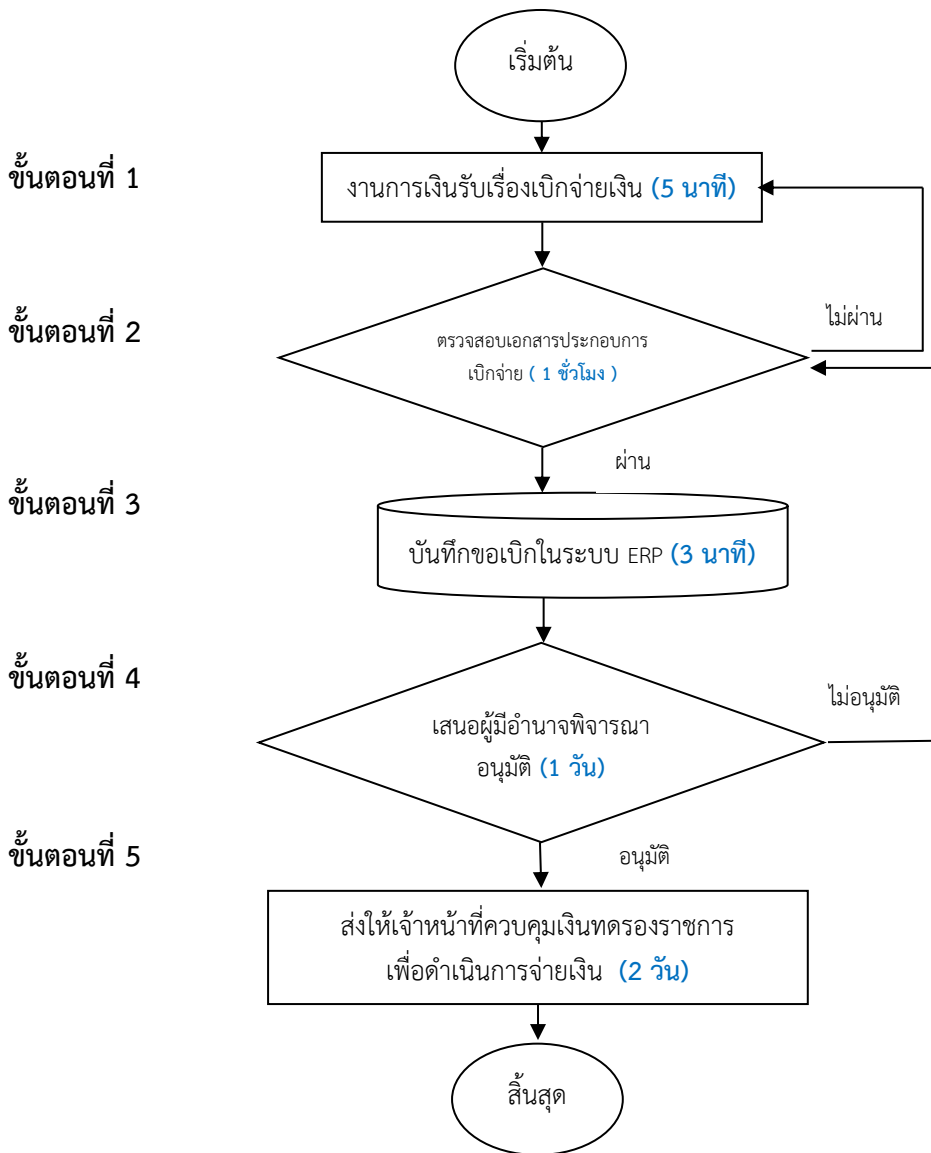 เริ่มต้น
ขั้นตอนที่ 1
งานการเงินรับเรื่องเบิกจ่ายเงิน (5 นาที)
ขั้นตอนที่ 2
ไม่ผ่าน
ตรวจสอบเอกสารประกอบการ
เบิกจ่าย ( 1 ชั่วโมง )
ผ่าน
ขั้นตอนที่ 3
บันทึกขอเบิกในระบบ ERP (3 นาที)
ขั้นตอนที่ 4
ไม่อนุมัติ
เสนอผู้มีอำนาจพิจารณา
อนุมัติ (1 วัน)
ขั้นตอนที่ 5
อนุมัติ
ส่งให้เจ้าหน้าที่ควบคุมเงินทดรองราชการ
เพื่อดำเนินการจ่ายเงิน (2 วัน)
สิ้นสุด